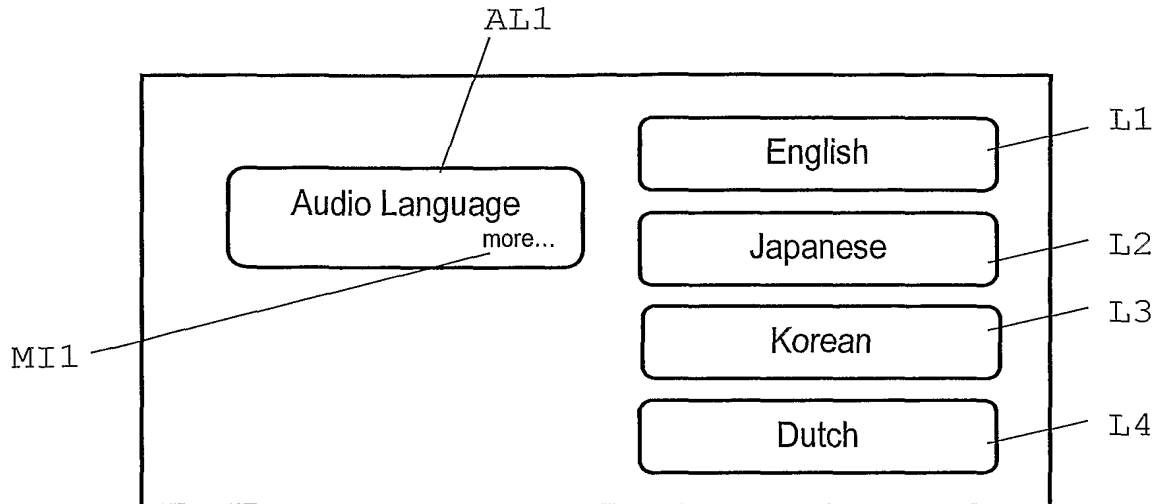 AL1
English
L1
Audio Language
more...
Japanese
L2
Korean
L3
MI1
Dutch
L4